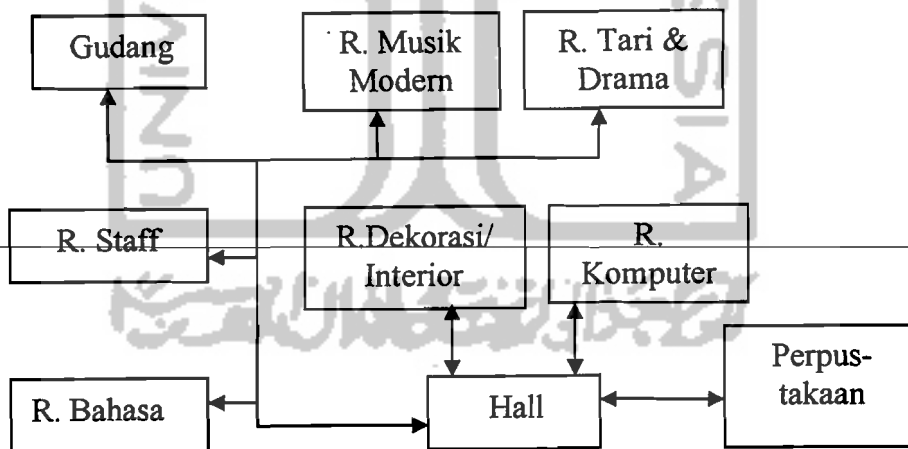 Gudang
R. Musik
Modern
R. Tari &
Drama
R. Staff
R.Dekorasi/
Interior
R.
Komputer
Perpus-
takaan
R. Bahasa
Hall